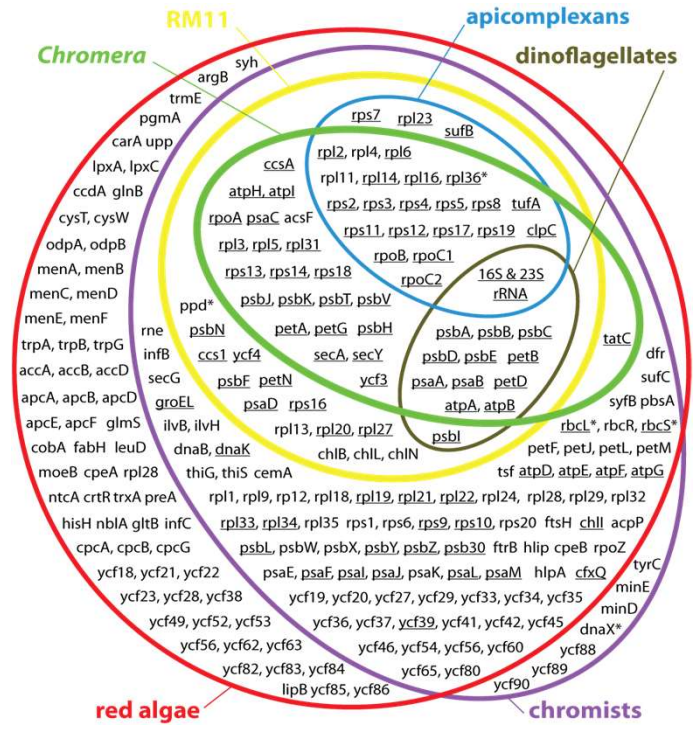 RM11
apicomplexans
Chromera
dinoflagellates
syh
argB
trmE
pgmA
carA upp
lpxA, lpxC
ccdA glnB
cysT, cysW
odpA, odpB
menA, menB
menC, menD
menE, menF
trpA, trpB, trpG
accA, accB, accD
apcA, apcB, apcD
apcE, apcF glmS
cobA fabH leuD
moeB cpeA rpl28
ntcA crtR trxA preA
hisH nblA gltB infC
cpcA, cpcB, cpcG
ycf18, ycf21, ycf22
ycf23, ycf28, ycf38
ycf49, ycf52, ycf53
ycf56, ycf62, ycf63
ycf82, ycf83, ycf84
lipB ycf85, ycf86
rps7 rpl23
sufB
rpl2, rpl4, rpl6
rpl11, rpl14, rpl16, rpl36*
rps2, rps3, rps4, rps5, rps8 tufA
rps11, rps12, rps17, rps19 clpC
rpoB, rpoC1
rpoC2
16S & 23S
rRNA
ccsA
atpH, atpI
rpoA psaC acsF
rpl3, rpl5, rpl31
rps13, rps14, rps18
psbJ, psbK, psbT, psbV
petA, petG psbH
secA, secY
ycf3
psbA, psbB, psbC
psbD, psbE petB
psaA, psaB petD
atpA, atpB
psbI
tatC
ppd*
psbN
ccs1 ycf4
psbF petN
psaD rps16
rpl13, rpl20, rpl27
chlB, chlL, chlN
rne
infB
secG
groEL
ilvB, ilvH
dnaB, dnaK
thiG, thiS cemA
dfr
sufC
syfB pbsA
rbcL*, rbcR, rbcS*
petF, petJ, petL, petM
tsf atpD, atpE, atpF, atpG
rpl1, rpl9, rp12, rpl18, rpl19, rpl21, rpl22, rpl24, rpl28, rpl29, rpl32
rpl33, rpl34, rpl35 rps1, rps6, rps9, rps10, rps20 ftsH chlI acpP
psbL, psbW, psbX, psbY, psbZ, psb30 ftrB hlip cpeB rpoZ
psaE, psaF, psaI, psaJ, psaK, psaL, psaM hlpA cfxQ
ycf19, ycf20, ycf27, ycf29, ycf33, ycf34, ycf35
ycf36, ycf37, ycf39, ycf41, ycf42, ycf45
ycf46, ycf54, ycf56, ycf60
ycf65, ycf80
tyrC
minE
minD
dnaX*
ycf88
ycf89
ycf90
red algae
chromists